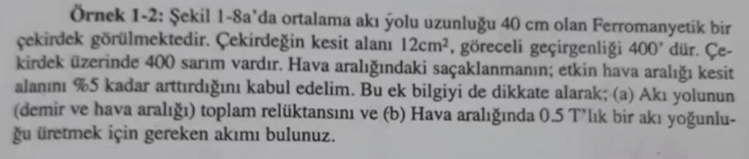 Örnek 1-2: Şekil 1-8a'da ortalama akı yolu uzunluğu 40 cm olan Ferromanyetik bir
çekirdek görülmektedir. Çekirdeğin kesit alanı 12cm², göreceli geçirgenliği 400' dür. Çe-
kirdek üzerinde 400 sarım vardır. Hava aralığındaki saçaklanmanın; etkin hava aralığı kesit
alanını %5 kadar arttırdığını kabul edelim. Bu ek bilgiyi de dikkate alarak; (a) Akı yolunun
(demir ve hava aralığı) toplam relüktansını ve (b) Hava aralığında 0.5 T'lık bir akı yoğunlu-
ğu üretmek için gereken akımı bulunuz.